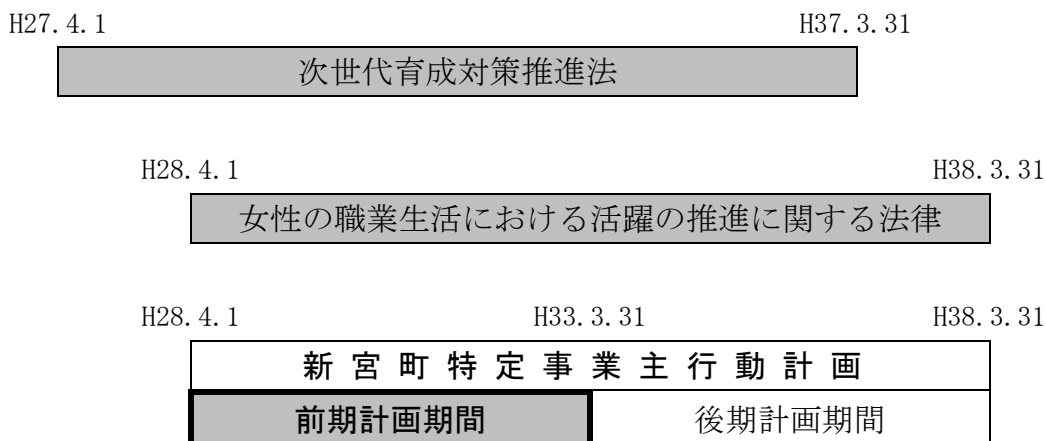 H27.4.1 H37.3.31
次世代育成対策推進法
H28.4.1 H38.3.31
女性の職業生活における活躍の推進に関する法律
H28.4.1 H33.3.31 H38.3.31
新宮町特定事業主行動計画
前期計画期間 後期計画期間